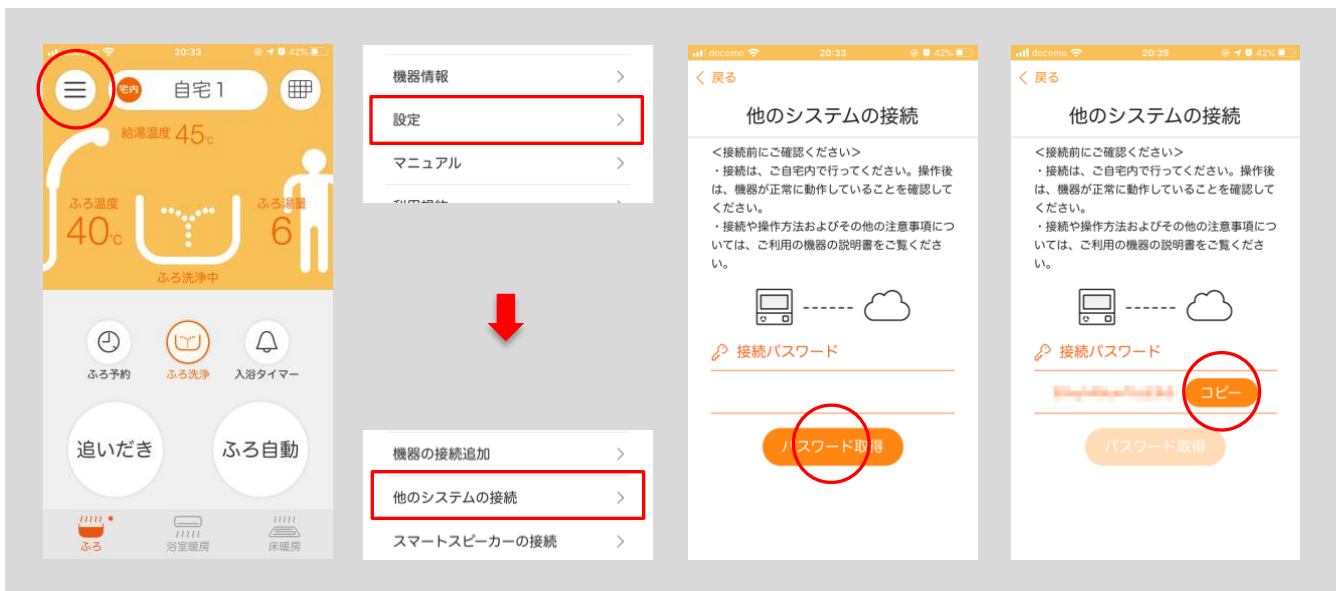 20:33
42%
宅内
自宅1
給湯温度 45℃
ふろ温度
40℃
ふろ湯量
6
ふろ洗浄中
ふろ予約
ふろ洗浄
入浴タイマー
追いだき
ふろ自動
ふろ
浴室暖房
床暖房
機器情報
設定
マニュアル
機器の接続追加
他のシステムの接続
スマートスピーカーの接続
docomo
20:33
42%
戻る
他のシステムの接続
<接続前にご確認ください>
・接続は、ご自宅内で行ってください。操作後
は、機器が正常に動作していることを確認して
ください。
・接続や操作方法およびその他の注意事項につ
いては、ご利用の機器の説明書をご覧くださ
い。
接続パスワード
パスワード取得
docomo
20:39
41%
戻る
他のシステムの接続
<接続前にご確認ください>
・接続は、ご自宅内で行ってください。操作後
は、機器が正常に動作していることを確認して
ください。
・接続や操作方法およびその他の注意事項につ
いては、ご利用の機器の説明書をご覧くださ
い。
接続パスワード
コピー
パスワード取得